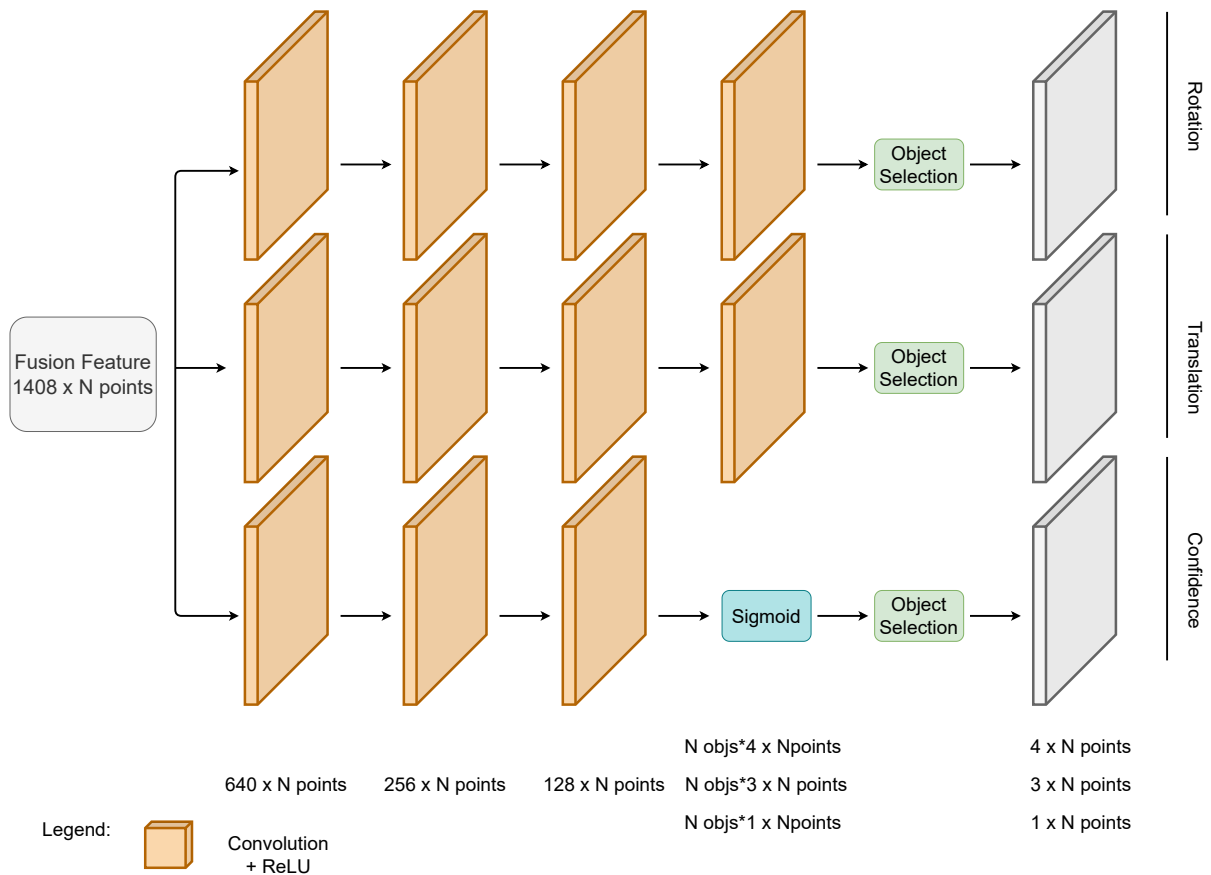 Rotation
Object
Selection
Fusion Feature
1408 x N points
Object
Selection
Translation
Sigmoid
Object
Selection
Confidence
N objs*4 x Npoints
4 x N points
640 x N points
256 x N points
128 x N points
N objs*3 x N points
3 x N points
N objs*1 x Npoints
1 x N points
Legend:
Convolution
+ ReLU